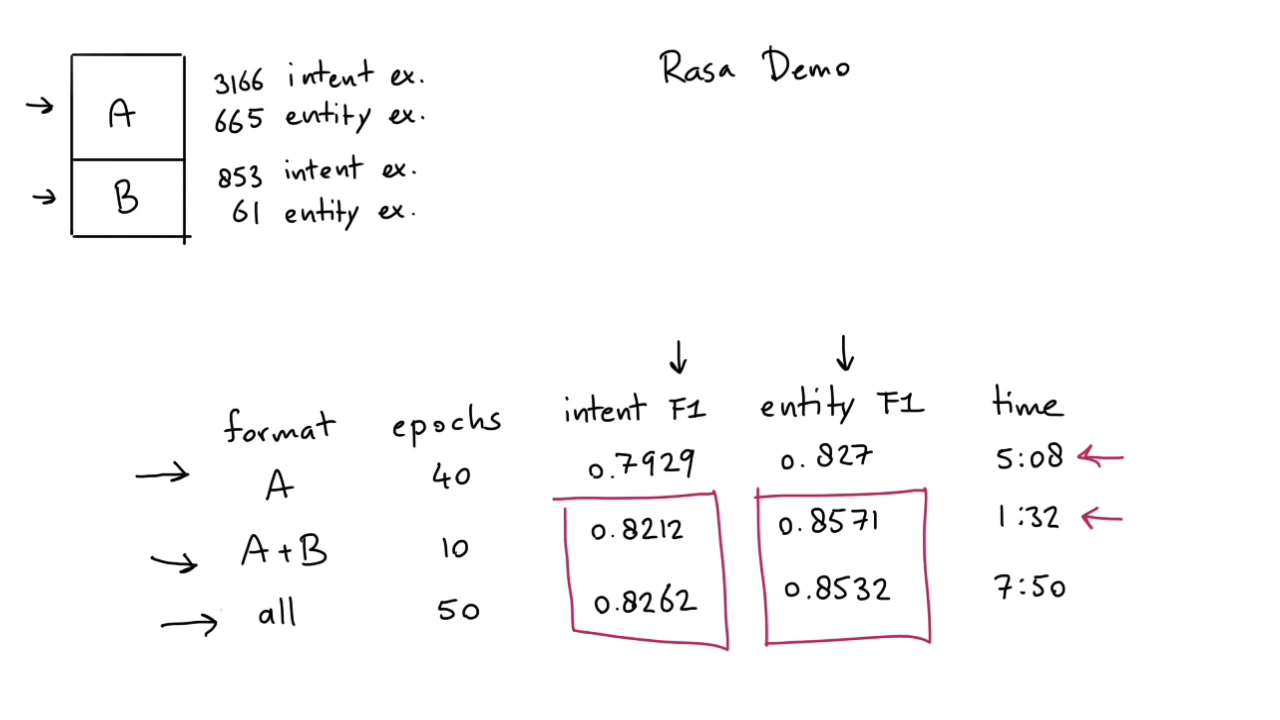 Rasa Demo
A
3166 intent ex.
665 entity ex.
B
853 intent ex.
61 entity ex.
format epochs intent F1 entity F1 time
A 40 0.7929 0.827 5:08
A+B 10 0.8212 0.8571 1:32
all 50 0.8262 0.8532 7:50